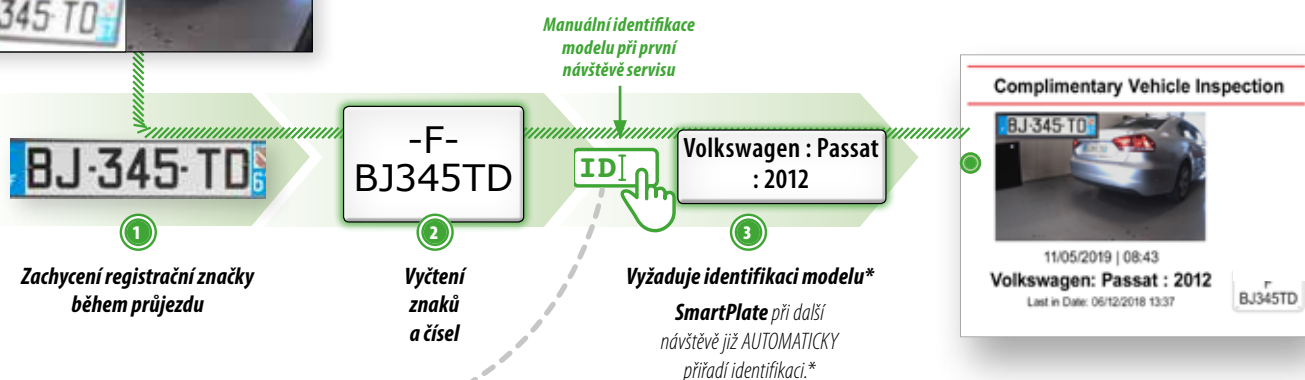 345-TD
Manuální identifikace
modelu při první
návštěvě servisu
BJ-345-TD
F
6
1
Zachycení registrační značky
během průjezdu
-F-
BJ345TD
2
Vyčtení
znaků
a čísel
ID
Volkswagen : Passat
: 2012
3
Vyžaduje identifikaci modelu*
SmartPlate při další
návštěvě již AUTOMATICKY
přiřadí identifikaci.*
Complimentary Vehicle Inspection
BJ-345-TD
11/05/2019 | 08:43
Volkswagen: Passat : 2012
Last in Date: 06/12/2018 13:37
BJ345TD